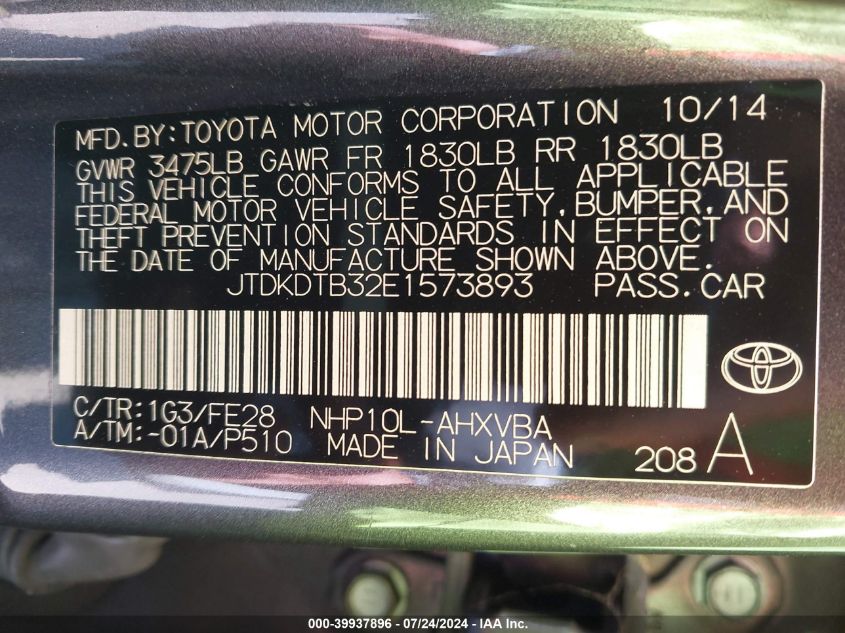 MFD.BY:TOYOTA MOTOR CORPORATION 10/14
GVWR 3475LB GAWR FR 1830LB RR 1830LB
THIS VEHICLE CONFORMS TO ALL APPLICABLE
FEDERAL MOTOR VEHICLE SAFETY,BUMPER,AND
THEFT PREVENTION STANDARDS IN EFFECT ON
THE DATE OF MANUFACTURE SHOWN ABOVE.
JTDKDTB32E1573893 PASS.CAR
C/TR:1G3/FE28 NHP10L-AHXVBA
A/TM:-01A/P510 MADE IN JAPAN 208 A
000-39937896 - 07/24/2024 - © IAA Inc.